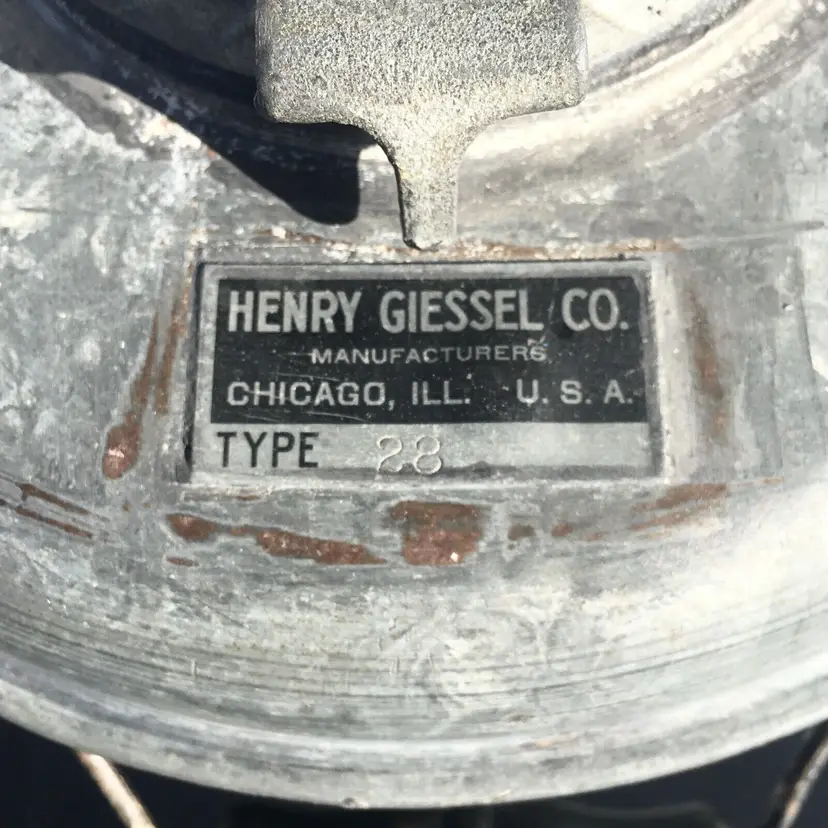 HENRY GIESSEL CO.
MANUFACTURERS
CHICAGO, ILL. U. S. A.
TYPE 28